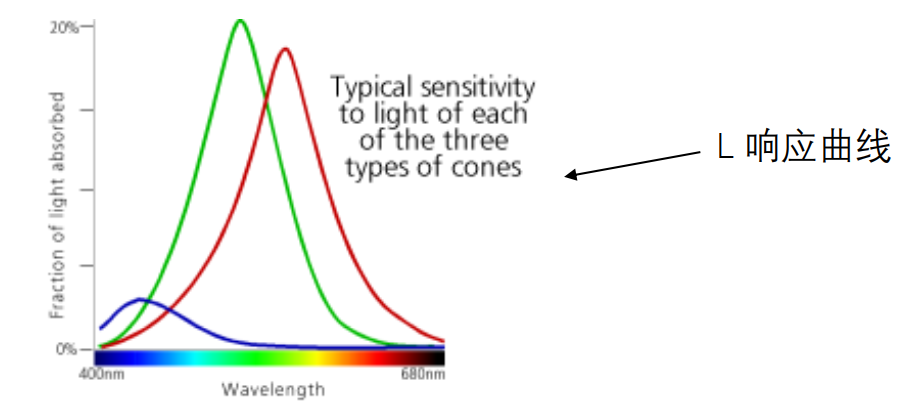 20%
Typical sensitivity
to light of each
of the three
types of cones
L 响应曲线
Fraction of light absorbed
0%
400nm
680nm
Wavelength